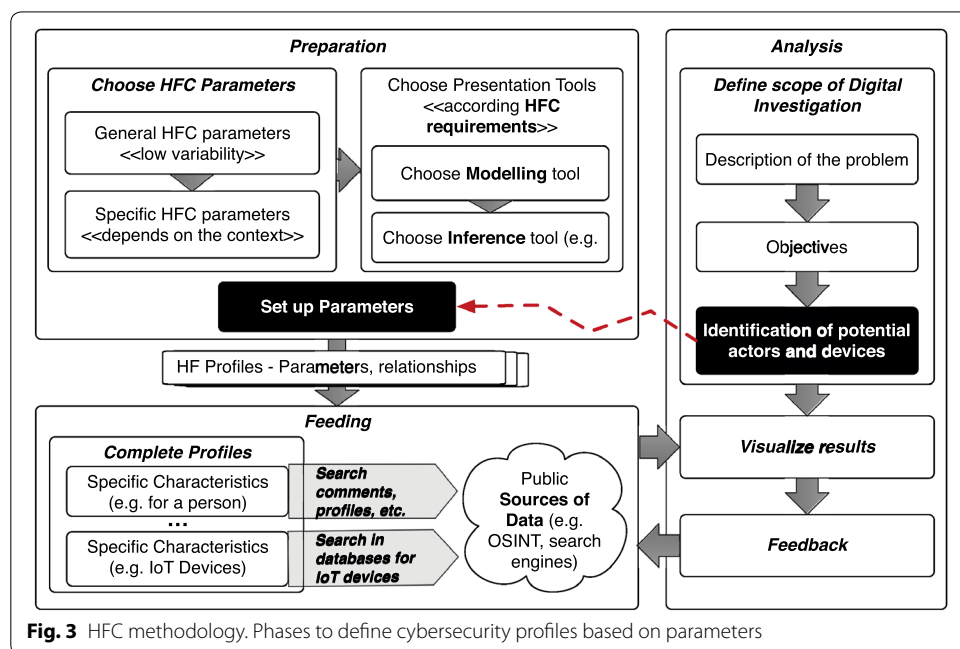 Preparation
Choose HFC Parameters
General HFC parameters
<<low variability>>
Specific HFC parameters
<<depends on the context>>
Choose Presentation Tools
<<according HFC
requirements>>
Choose Modelling tool
Choose Inference tool (e.g.
Set up Parameters
HF Profiles - Parameters, relationships
Feeding
Complete Profiles
Specific Characteristics
(e.g. for a person)
...
Specific Characteristics
(e.g. IoT Devices)
Search
comments,
profiles, etc.
Search in
databases for
IoT devices
Public
Sources of
Data (e.g.
OSINT, search
engines)
Analysis
Define scope of Digital
Investigation
Description of the problem
Objectives
Identification of potential
actors and devices
Visualize results
Feedback
Fig. 3 HFC methodology. Phases to define cybersecurity profiles based on parameters